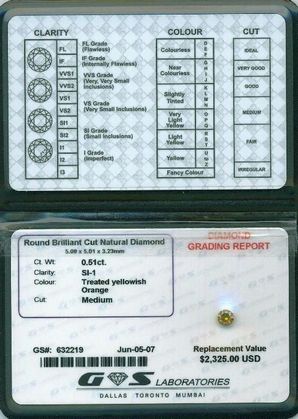 CLARITY
COLOUR
CUT
FL
FL Grade
(Flawless)
IF
IF Grade
(Internally Flawless)
VVS1
VVS2
VVS Grade
(Very, Very Small
Inclusions)
VS1
VS2
VS Grade
(Small Inclusions)
SI1
SI2
SI Grade
(Small Inclusions)
I1
I2
I3
I Grade
(Imperfect)
Colourless
D
E
F
Near
Colourless
G
H
I
J
Slightly
Tinted
K
L
M
N
Very
Light
Yellow
O
P
Q
R
Light
Yellow
S
T
Yellow
U
Z
Fancy Colour
IDEAL
VERY GOOD
GOOD
MEDIUM
FAIR
IRREGULAR
Round Brilliant Cut Natural Diamond
5.08 x 5.01 x 3.23mm
Ct. Wt: 0.51ct.
Clarity: SI-1
Colour: Treated yellowish
Orange
Cut: Medium
DIAMOND
GRADING REPORT
GS#: 632219 Jun-05-07
Replacement Value
$2,325.00 USD
G S LABORATORIES
DALLAS TORONTO MUMBAI